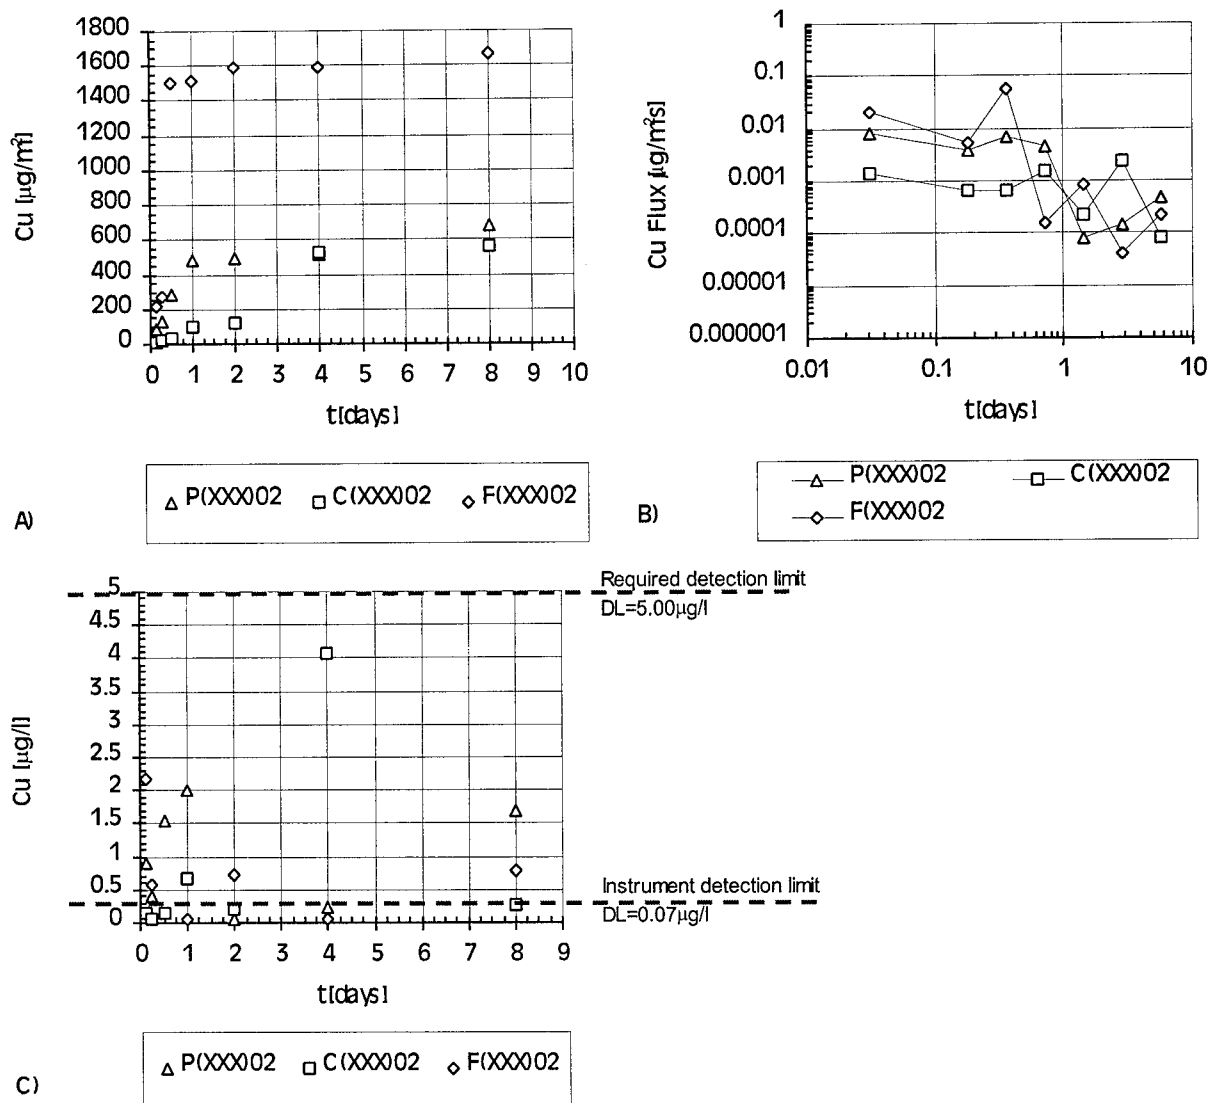 1800
1600
1400
1200
1000
800
600
400
200
0
Cu [µg/m²]
0 1 2 3 4 5 6 7 8 9 10
t[days]
P(XXX)02 C(XXX)02 F(XXX)02
A)
1
0.1
0.01
0.001
0.0001
0.00001
0.000001
Cu Flux [µg/m²s]
0.01 0.1 1 10
t[days]
P(XXX)02 C(XXX)02
F(XXX)02
B)
5
4.5
4
3.5
3
2.5
2
1.5
1
0.5
0
Cu [µg/l]
Required detection limit
DL=5.00µg/l
Instrument detection limit
DL=0.07µg/l
0 1 2 3 4 5 6 7 8 9
t[days]
P(XXX)02 C(XXX)02 F(XXX)02
C)